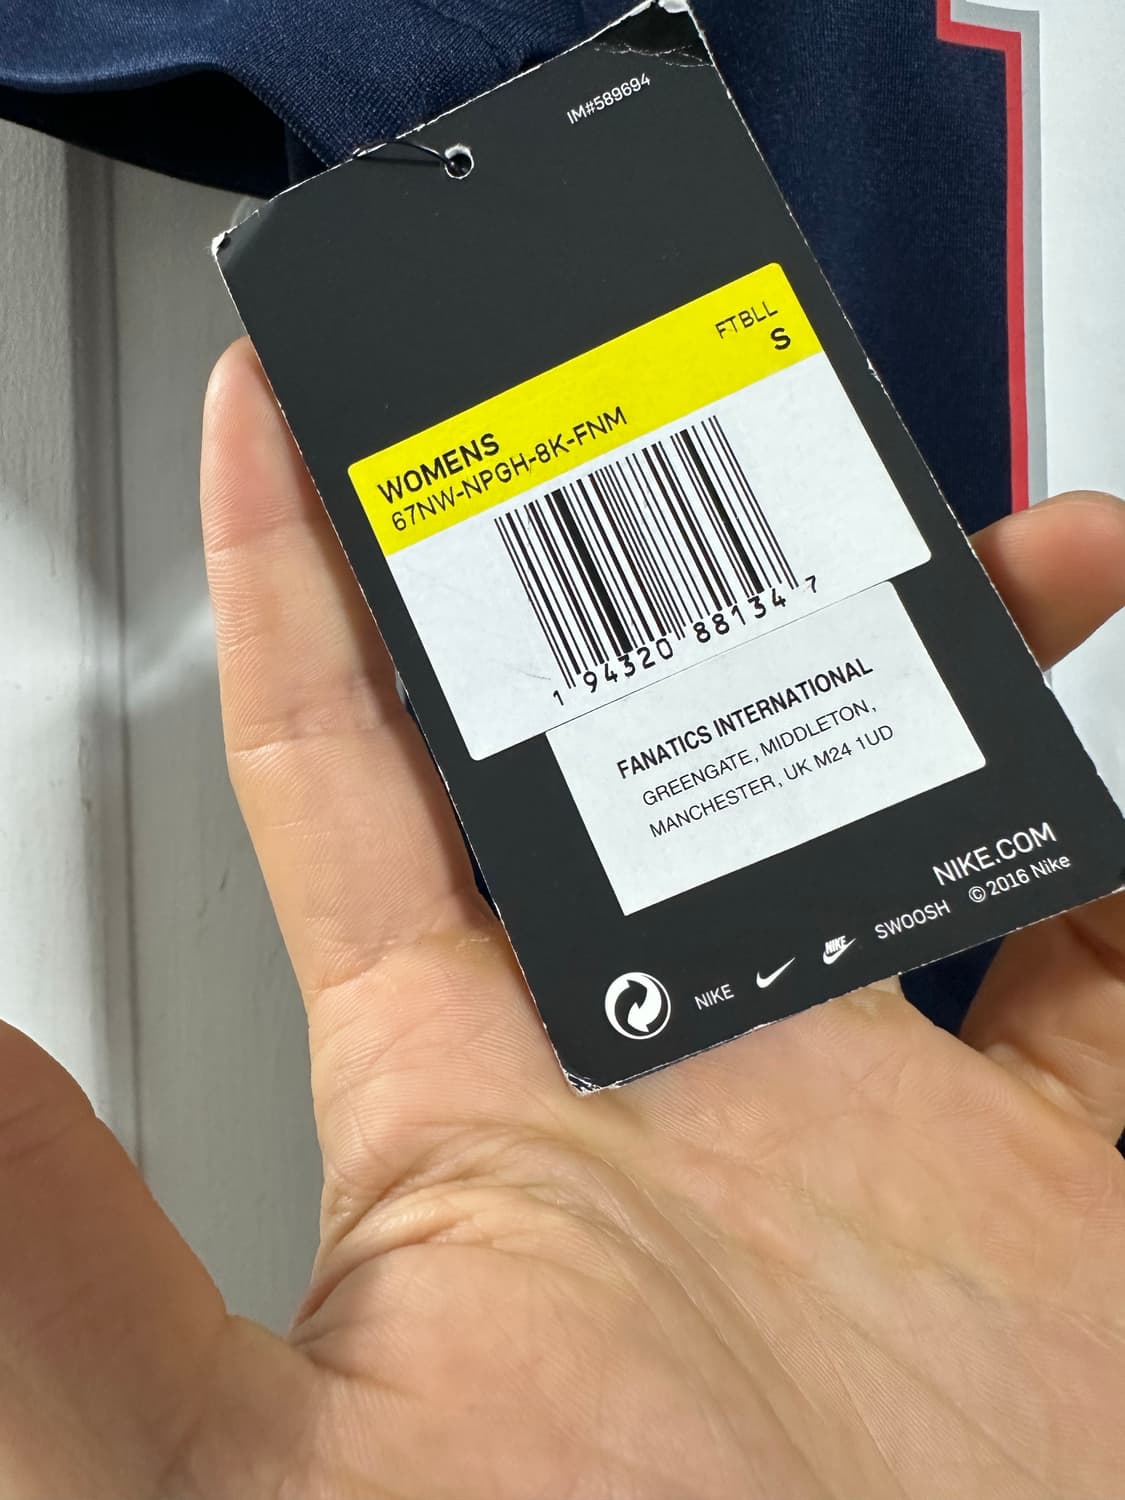 IM#589694
FTBLL
S
WOMENS
67NW-NPGH-8K-FNM
1 94320 88134 7
FANATICS INTERNATIONAL
GREENGATE, MIDDLETON,
MANCHESTER, UK M24 1UD
NIKE.COM
© 2016 Nike
NIKE NIKE SWOOSH